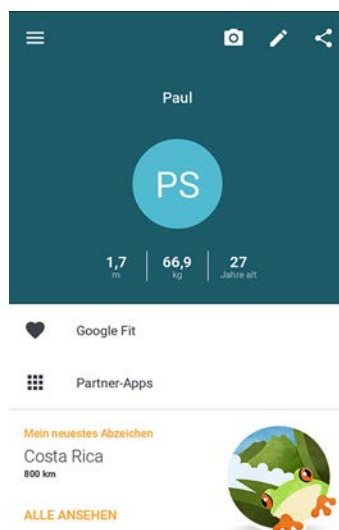 Paul
PS
1,7 66,9 27
m kg Jahre alt
Google Fit
Partner-Apps
Mein neuestes Abzeichen
Costa Rica
800 km
ALLE ANSEHEN